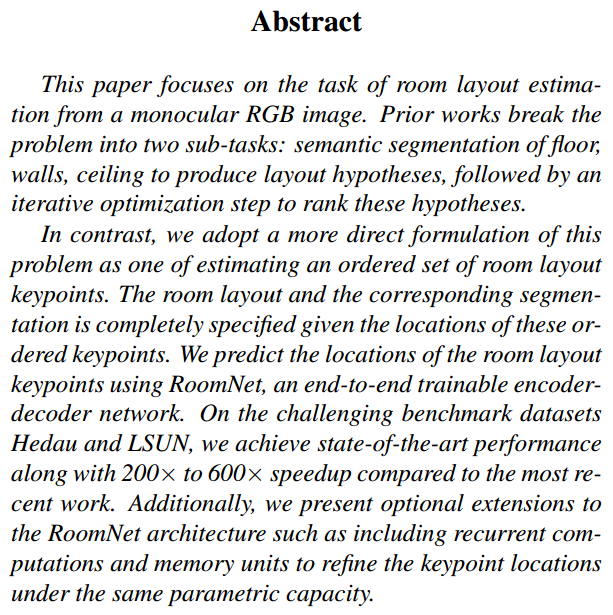 Abstract
This paper focuses on the task of room layout estima-
tion from a monocular RGB image. Prior works break the
problem into two sub-tasks: semantic segmentation of floor,
walls, ceiling to produce layout hypotheses, followed by an
iterative optimization step to rank these hypotheses.
In contrast, we adopt a more direct formulation of this
problem as one of estimating an ordered set of room layout
keypoints. The room layout and the corresponding segmen-
tation is completely specified given the locations of these or-
dered keypoints. We predict the locations of the room layout
keypoints using RoomNet, an end-to-end trainable encoder-
decoder network. On the challenging benchmark datasets
Hedau and LSUN, we achieve state-of-the-art performance
along with 200× to 600× speedup compared to the most re-
cent work. Additionally, we present optional extensions to
the RoomNet architecture such as including recurrent com-
putations and memory units to refine the keypoint locations
under the same parametric capacity.